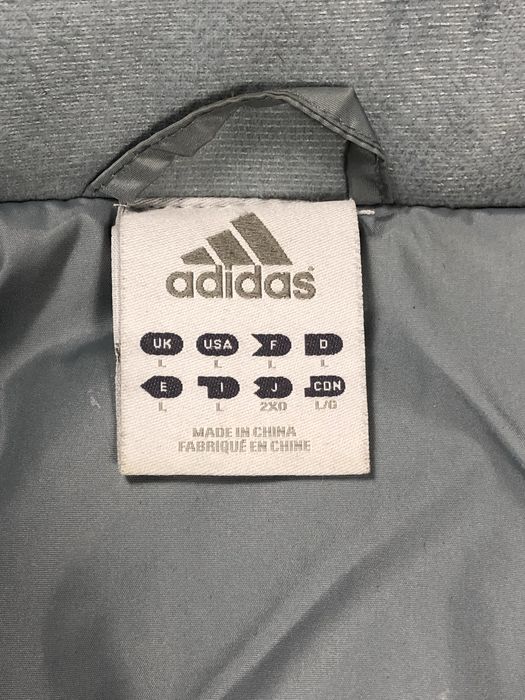 adidas
UK USA F D
L L L L
E I J CDN
L L 2XO L/G
MADE IN CHINA
FABRIQUÉ EN CHINE